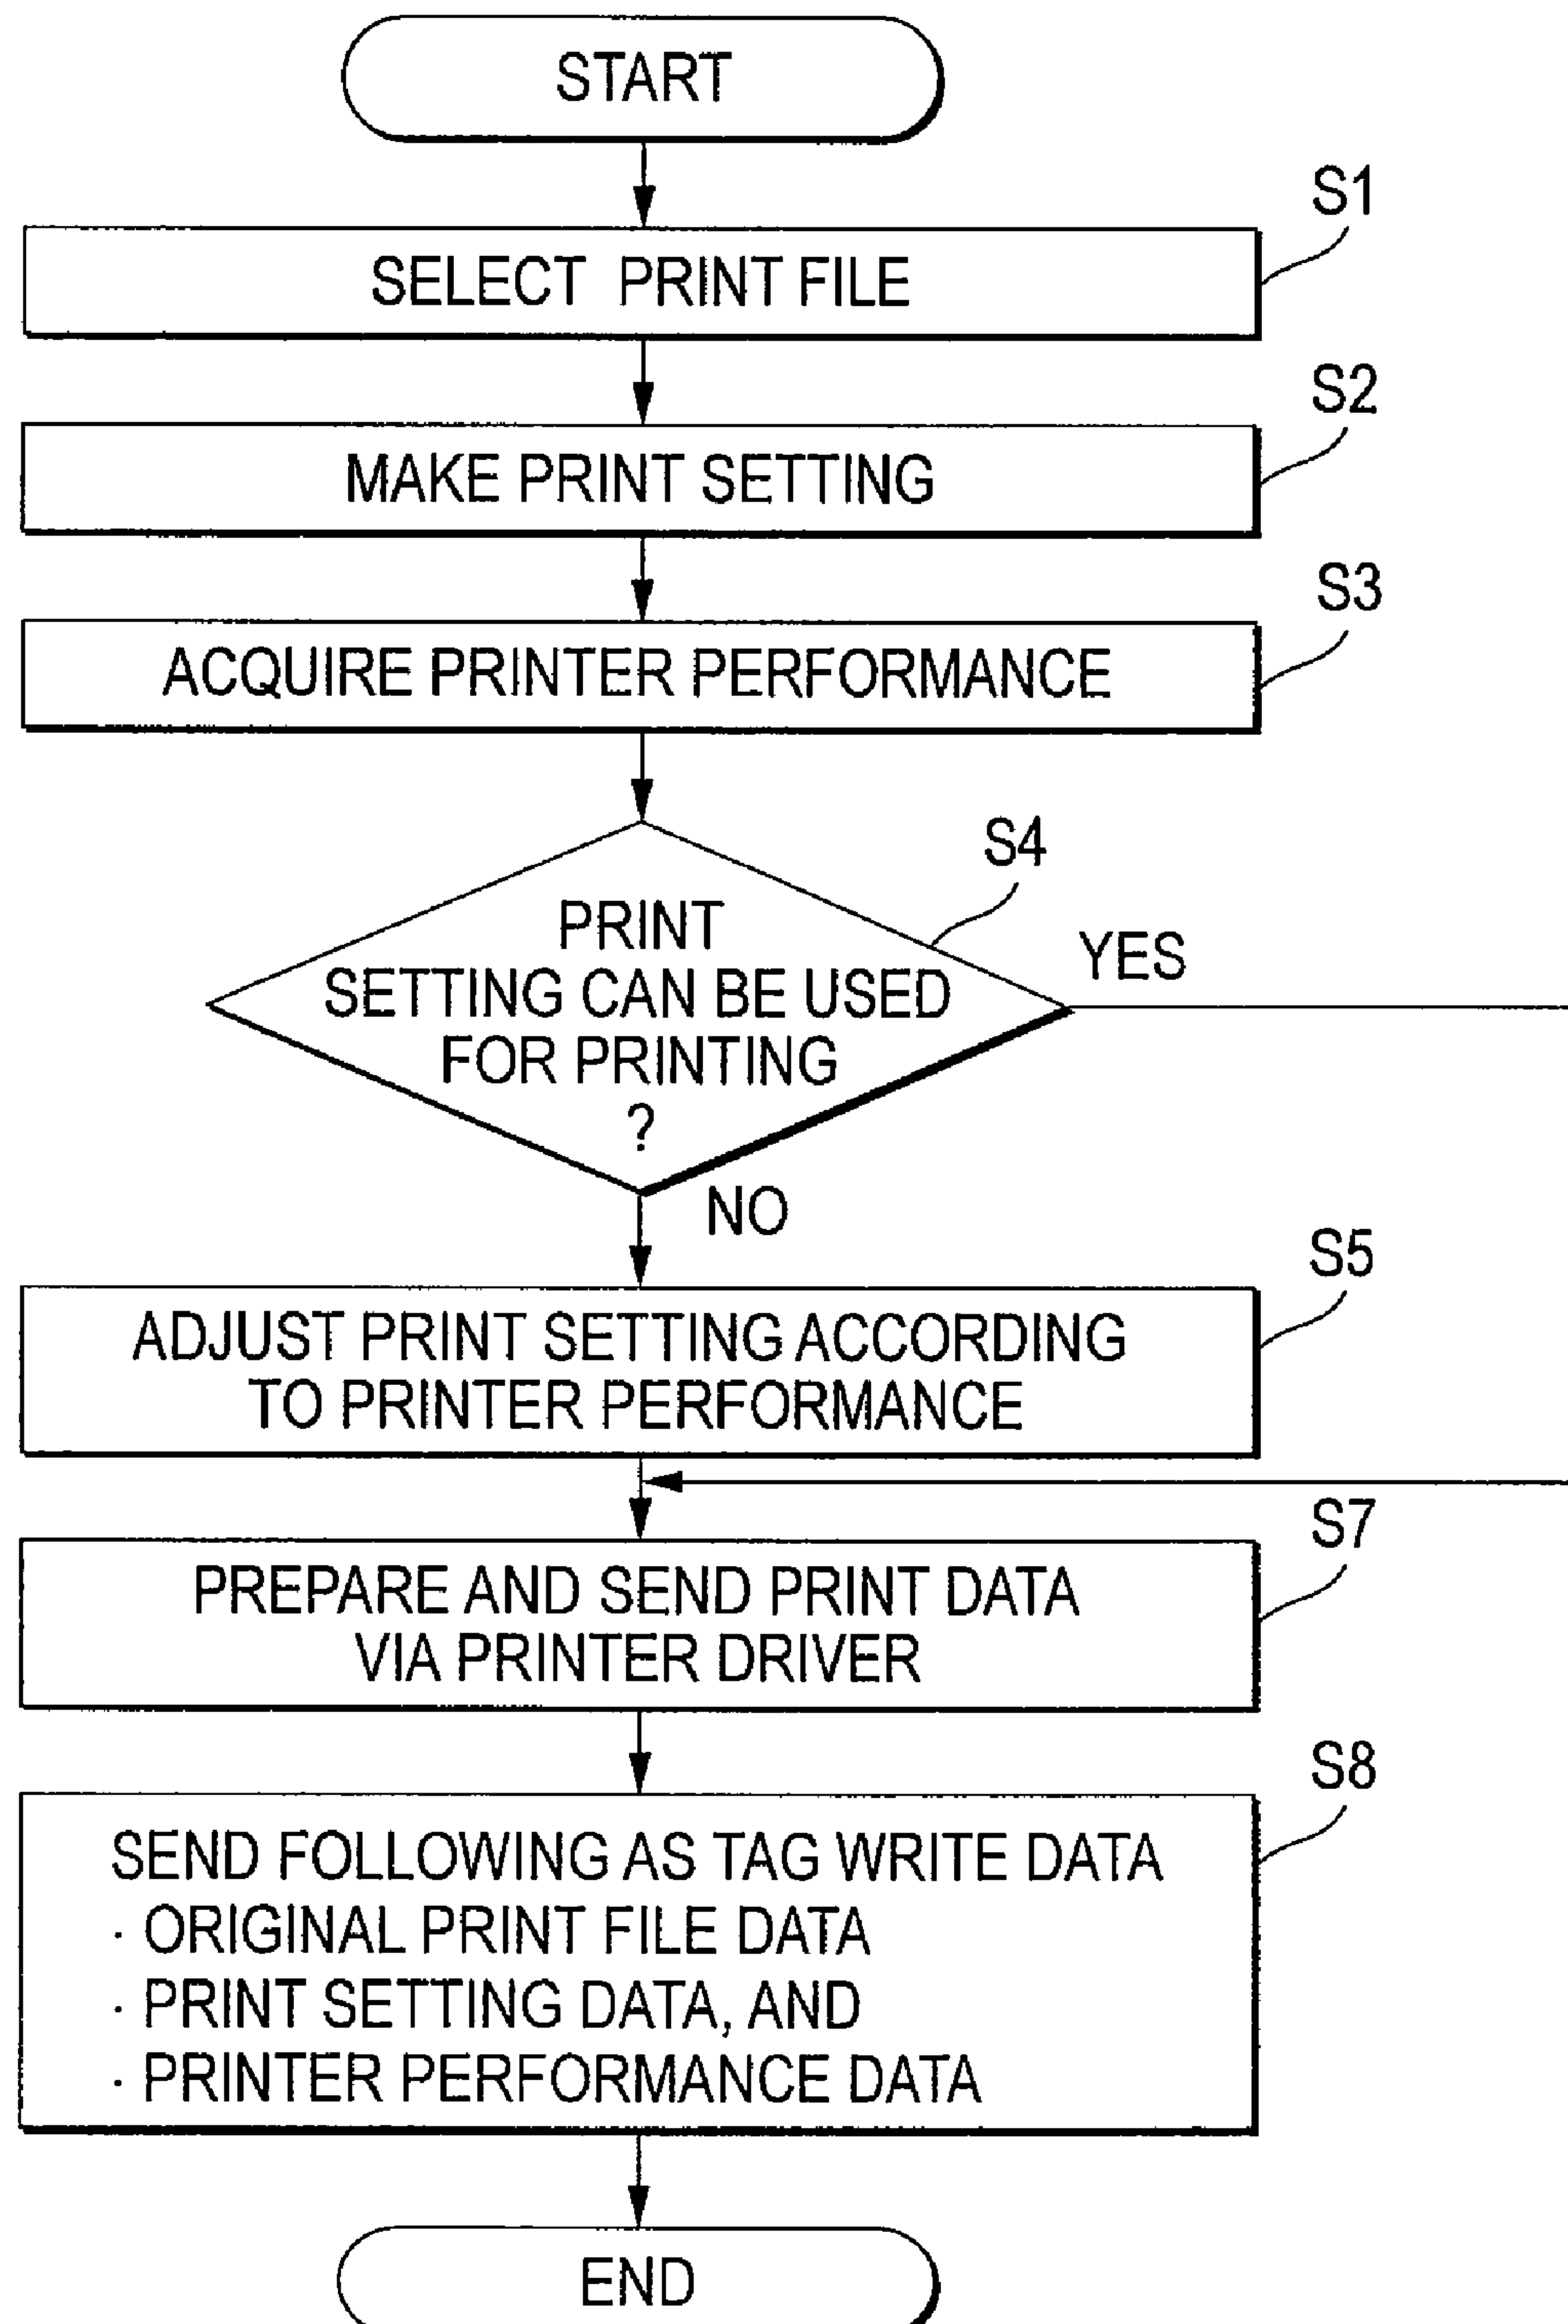 START
S1
SELECT PRINT FILE
S2
MAKE PRINT SETTING
S3
ACQUIRE PRINTER PERFORMANCE
S4
PRINT
SETTING CAN BE USED
FOR PRINTING
?
YES
NO
S5
ADJUST PRINT SETTING ACCORDING
TO PRINTER PERFORMANCE
S7
PREPARE AND SEND PRINT DATA
VIA PRINTER DRIVER
S8
SEND FOLLOWING AS TAG WRITE DATA
· ORIGINAL PRINT FILE DATA
· PRINT SETTING DATA, AND
· PRINTER PERFORMANCE DATA
END